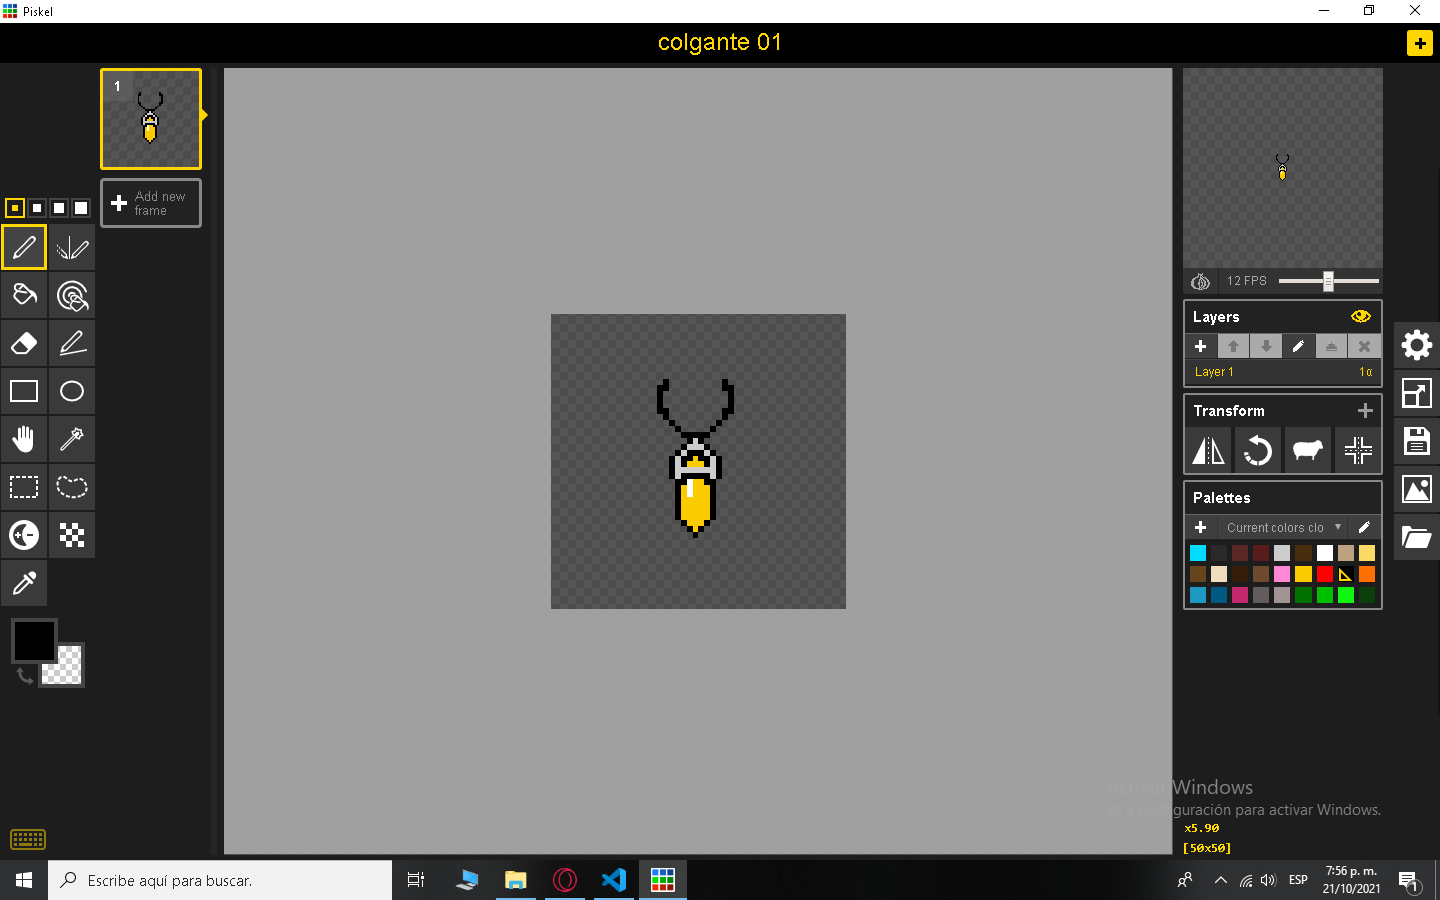 Piskel
colgante 01
1
Add new
frame
12 FPS
Layers
Layer 1
1α
Transform
Palettes
Current colors clo
Activar Windows
Ve a Configuración para activar Windows.
x5.90
[50x50]
Escribe aquí para buscar.
ESP
7:56 p. m.
21/10/2021
1